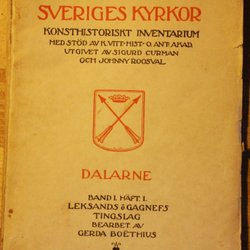 SVERIGES KYRKOR
KONSTHISTORISKT INVENTARIUM
MED STÖD AV K. VITT. HIST. O. ANT. AKAD.
UTGIVET AV SIGURD CURMAN
OCH JOHNNY ROOSVAL
DALARNE
BAND I. HÄFT. I.
LEKSANDS & GAGNEFS
TINGSLAG
BEARBET. AV
GERDA BOËTHIUS